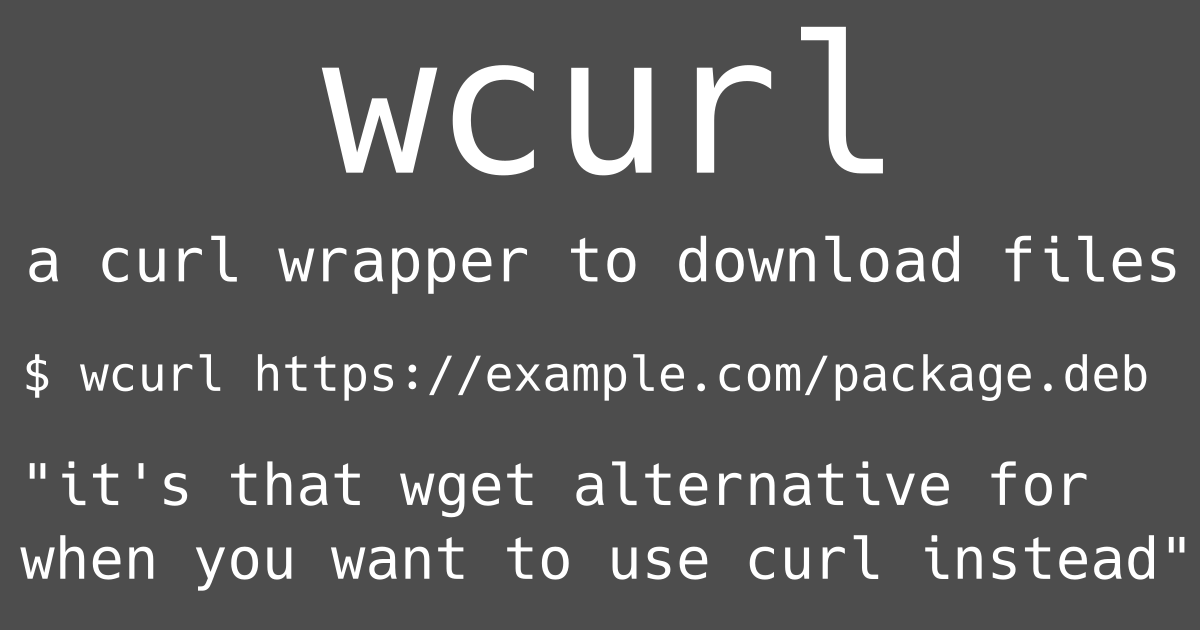 wcurl
a curl wrapper to download files
$ wcurl https://example.com/package.deb
"it's that wget alternative for
when you want to use curl instead"